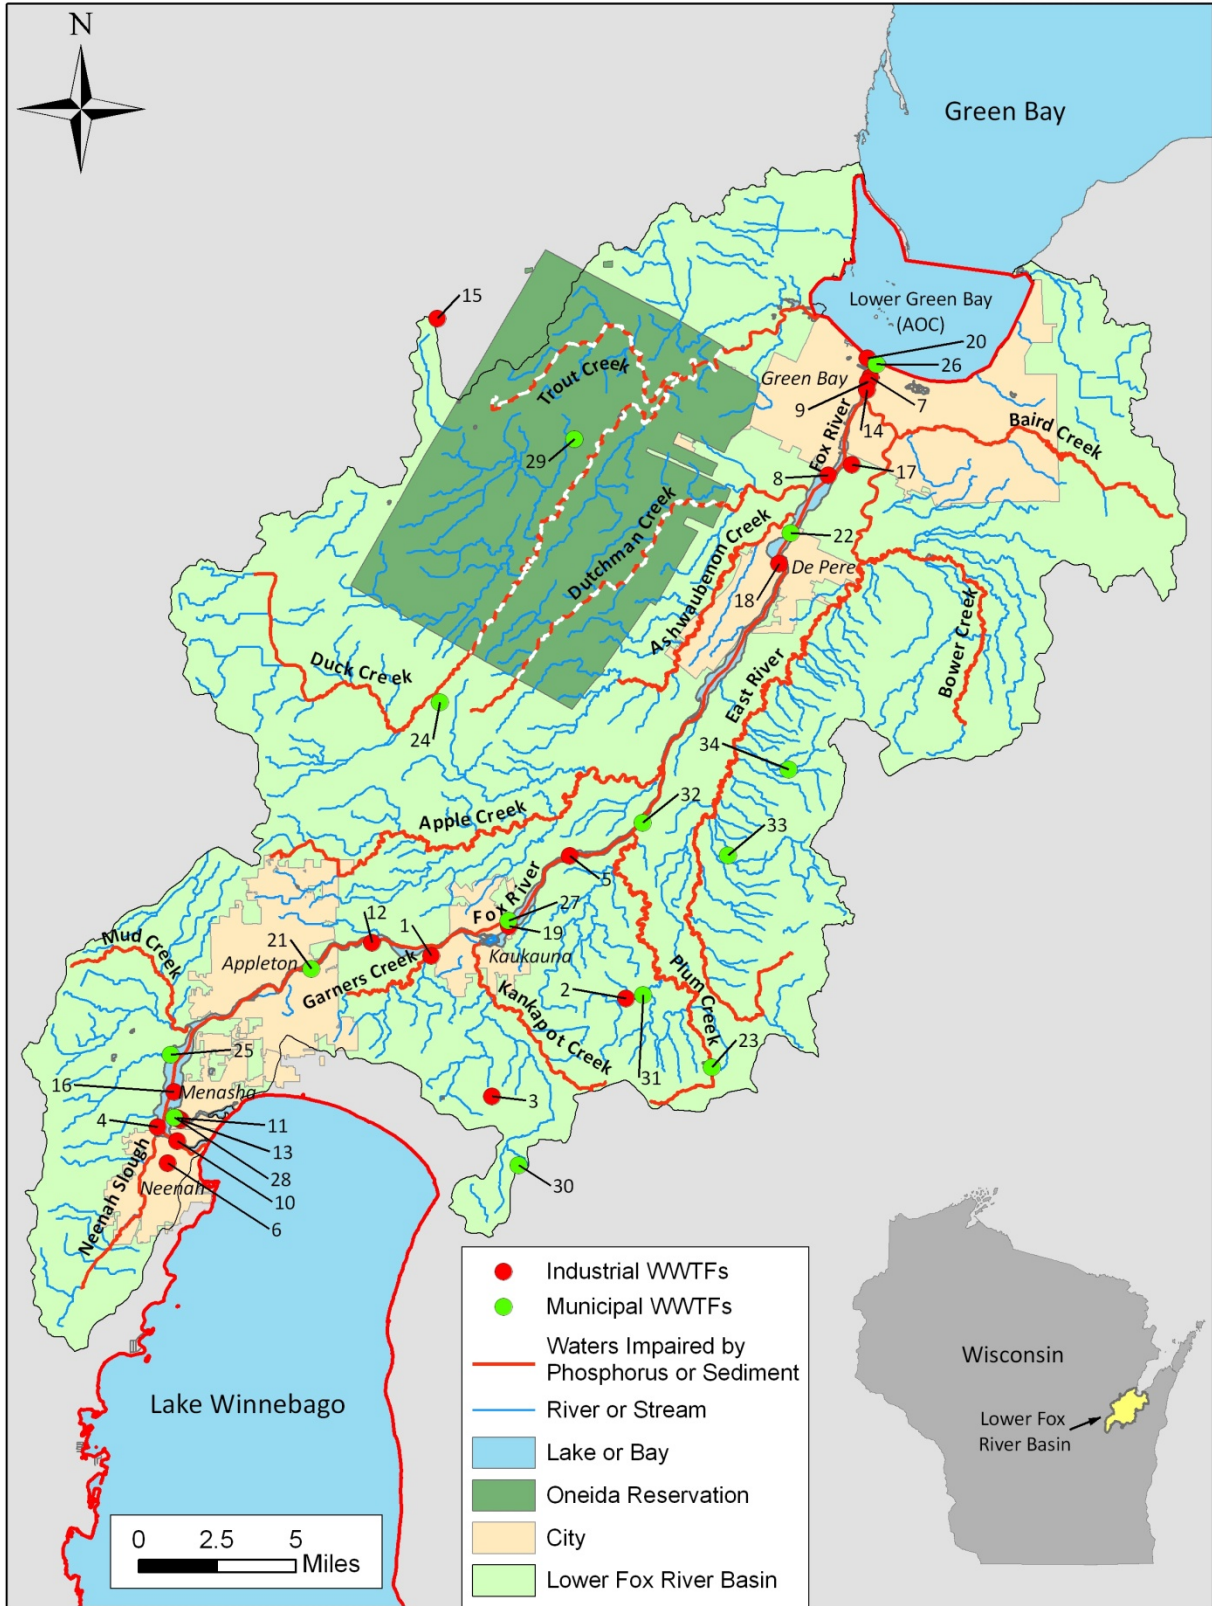 N
Green Bay
15
Lower Green Bay
(AOC)
20
26
Trout Creek
Green Bay
9
7
14
Fox River
Baird Creek
29
8
17
Dutchman Creek
Ashwaubenon Creek
22
De Pere
18
Bower Creek
Duck Creek
East River
24
34
32
Apple Creek
33
5
Fox River
27
12
1
19
Mud Creek
21
Appleton
Kaukauna
Garners Creek
2
Plum Creek
Kankapot Creek
23
25
31
16
Menasha
3
4
11
13
28
30
Neenah Slough
Neenah
10
6
Industrial WWTFs
Municipal WWTFs
Waters Impaired by
Phosphorus or Sediment
River or Stream
Lake or Bay
Oneida Reservation
City
Lower Fox River Basin
Lake Winnebago
0 2.5 5
Miles
Wisconsin
Lower Fox
River Basin